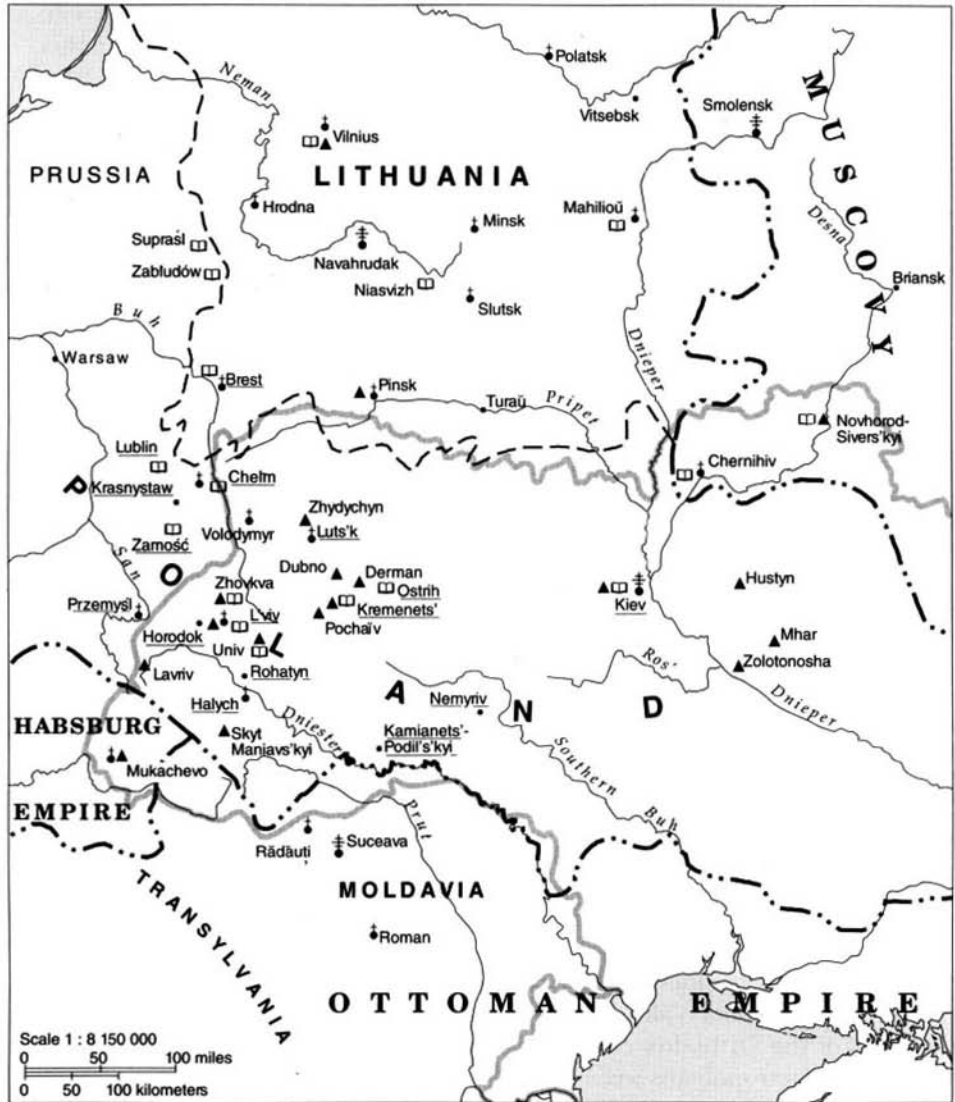 Neman
Polatsk
Vitsebsk
Smolensk
MUSCOVY
Vilnius
PRUSSIA
LITHUANIA
Hrodna
Mahilioŭ
Desna
Minsk
Supraśl
Navahrudak
Zabłudów
Niasvizh
Briansk
Slutsk
Buh
Dnieper
Warsaw
Brest
Pinsk
Pripet
Turaŭ
Novhorod-
Sivers'kyi
Lublin
Chernihiv
Chełm
Krasnystaw
POLAND
Zhydychyn
Volodymyr
Luts'k
Zamość
San
Dubno
Derman
Hustyn
Zhovkva
Ostrih
Kiev
Przemyśl
L'viv
Kremenets'
Horodok
Univ
Pochaïv
Mhar
Rohatyn
Ros'
Zolotonosha
Lavriv
Halych
Nemyriv
Dnieper
HABSBURG
EMPIRE
Skyt
Maniavs'kyi
Dniester
Kamianets'-
Podil's'kyi
Southern Buh
Mukachevo
Prut
Rădăuţi
Suceava
TRANSYLVANIA
MOLDAVIA
Roman
OTTOMAN EMPIRE
Scale 1 : 8 150 000
0 50 100 miles
0 50 100 kilometers